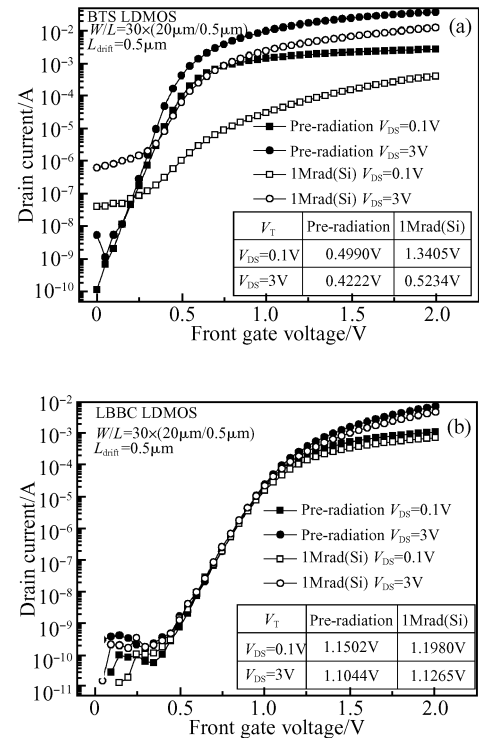 BTS LDMOS
W/L=30×(20μm/0.5μm)
Ldrift=0.5μm
(a)
10⁻²
10⁻³
10⁻⁴
10⁻⁵
10⁻⁶
10⁻⁷
10⁻⁸
10⁻⁹
10⁻¹⁰
Drain current/A
Pre-radiation VDS=0.1V
Pre-radiation VDS=3V
1Mrad(Si) VDS=0.1V
1Mrad(Si) VDS=3V
VT Pre-radiation 1Mrad(Si)
VDS=0.1V 0.4990V 1.3405V
VDS=3V 0.4222V 0.5234V
0 0.5 1.0 1.5 2.0
Front gate voltage/V
LBBC LDMOS
W/L=30×(20μm/0.5μm)
Ldrift=0.5μm
(b)
10⁻²
10⁻³
10⁻⁴
10⁻⁵
10⁻⁶
10⁻⁷
10⁻⁸
10⁻⁹
10⁻¹⁰
10⁻¹¹
Drain current/A
Pre-radiation VDS=0.1V
Pre-radiation VDS=3V
1Mrad(Si) VDS=0.1V
1Mrad(Si) VDS=3V
VT Pre-radiation 1Mrad(Si)
VDS=0.1V 1.1502V 1.1980V
VDS=3V 1.1044V 1.1265V
0 0.5 1.0 1.5 2.0
Front gate voltage/V